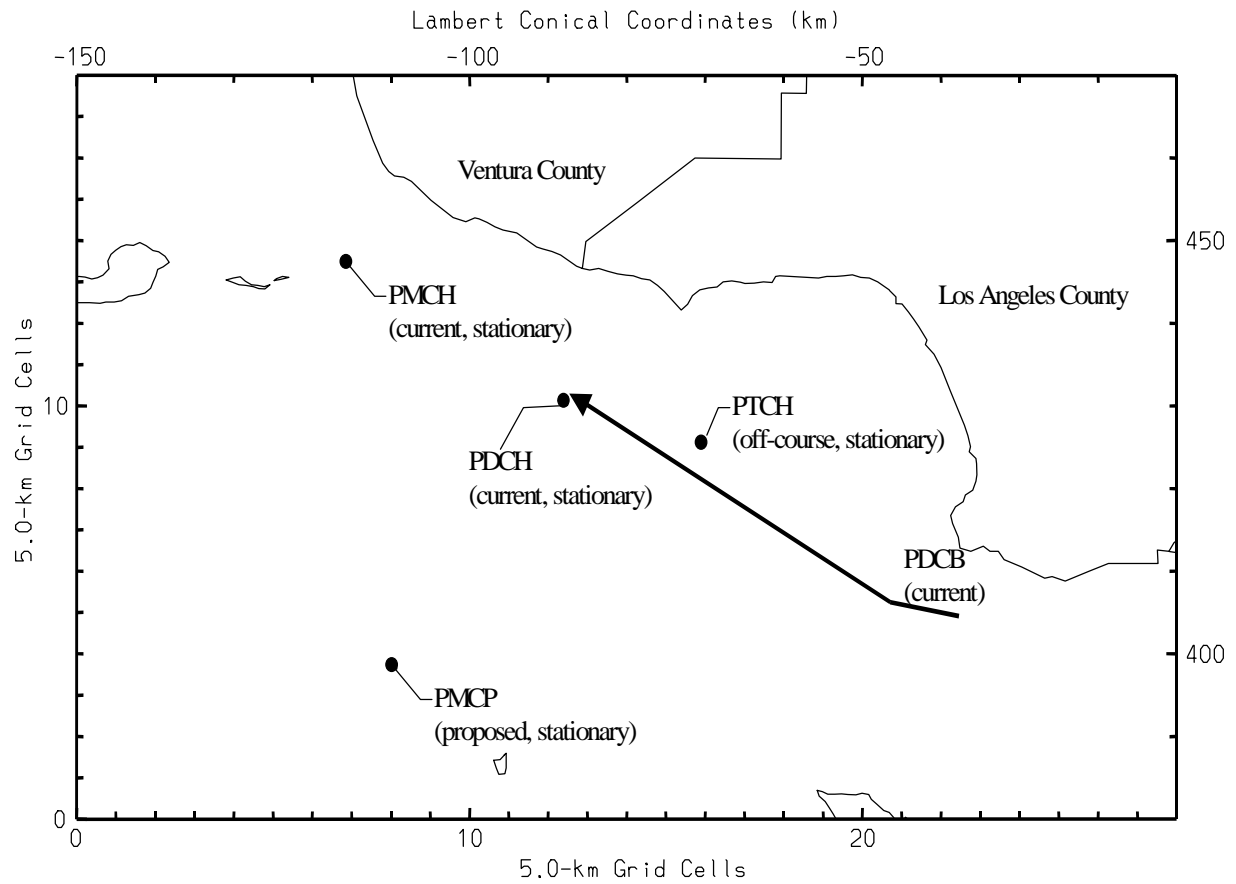 Lambert Conical Coordinates (km)
-150
-100
-50
Ventura County
450
PMCH
(current, stationary)
Los Angeles County
5.0-km Grid Cells
10
PTCH
(off-course, stationary)
PDCH
(current, stationary)
PDCB
(current)
400
PMCP
(proposed, stationary)
0
0
10
20
5.0-km Grid Cells